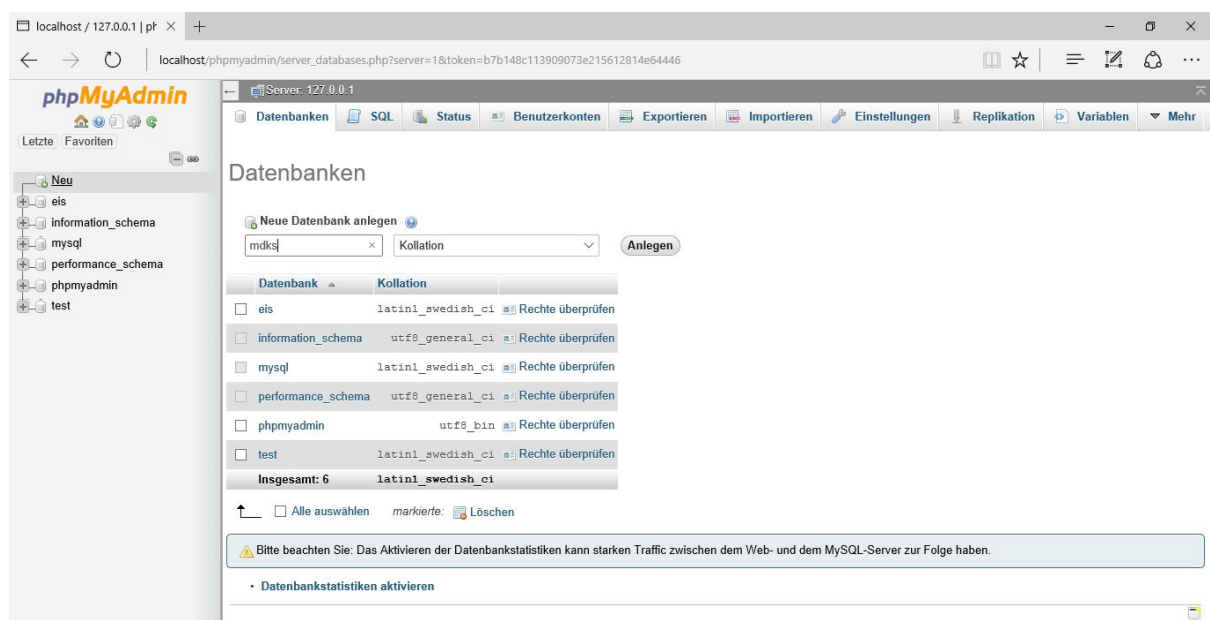 localhost / 127.0.0.1 | ph
localhost/phpmyadmin/server_databases.php?server=1&token=b7b148c113909073e215612814e64446
phpMyAdmin
Letzte Favoriten
Neu
eis
information_schema
mysql
performance_schema
phpmyadmin
test
Server: 127.0.0.1
Datenbanken SQL Status Benutzerkonten Exportieren Importieren Einstellungen Replikation Variablen Mehr
Datenbanken
Neue Datenbank anlegen
mdks Kollation Anlegen
Datenbank Kollation
eis latin1_swedish_ci Rechte überprüfen
information_schema utf8_general_ci Rechte überprüfen
mysql latin1_swedish_ci Rechte überprüfen
performance_schema utf8_general_ci Rechte überprüfen
phpmyadmin utf8_bin Rechte überprüfen
test latin1_swedish_ci Rechte überprüfen
Insgesamt: 6 latin1_swedish_ci
Alle auswählen markierte: Löschen
Bitte beachten Sie: Das Aktivieren der Datenbankstatistiken kann starken Traffic zwischen dem Web- und dem MySQL-Server zur Folge haben.
• Datenbankstatistiken aktivieren